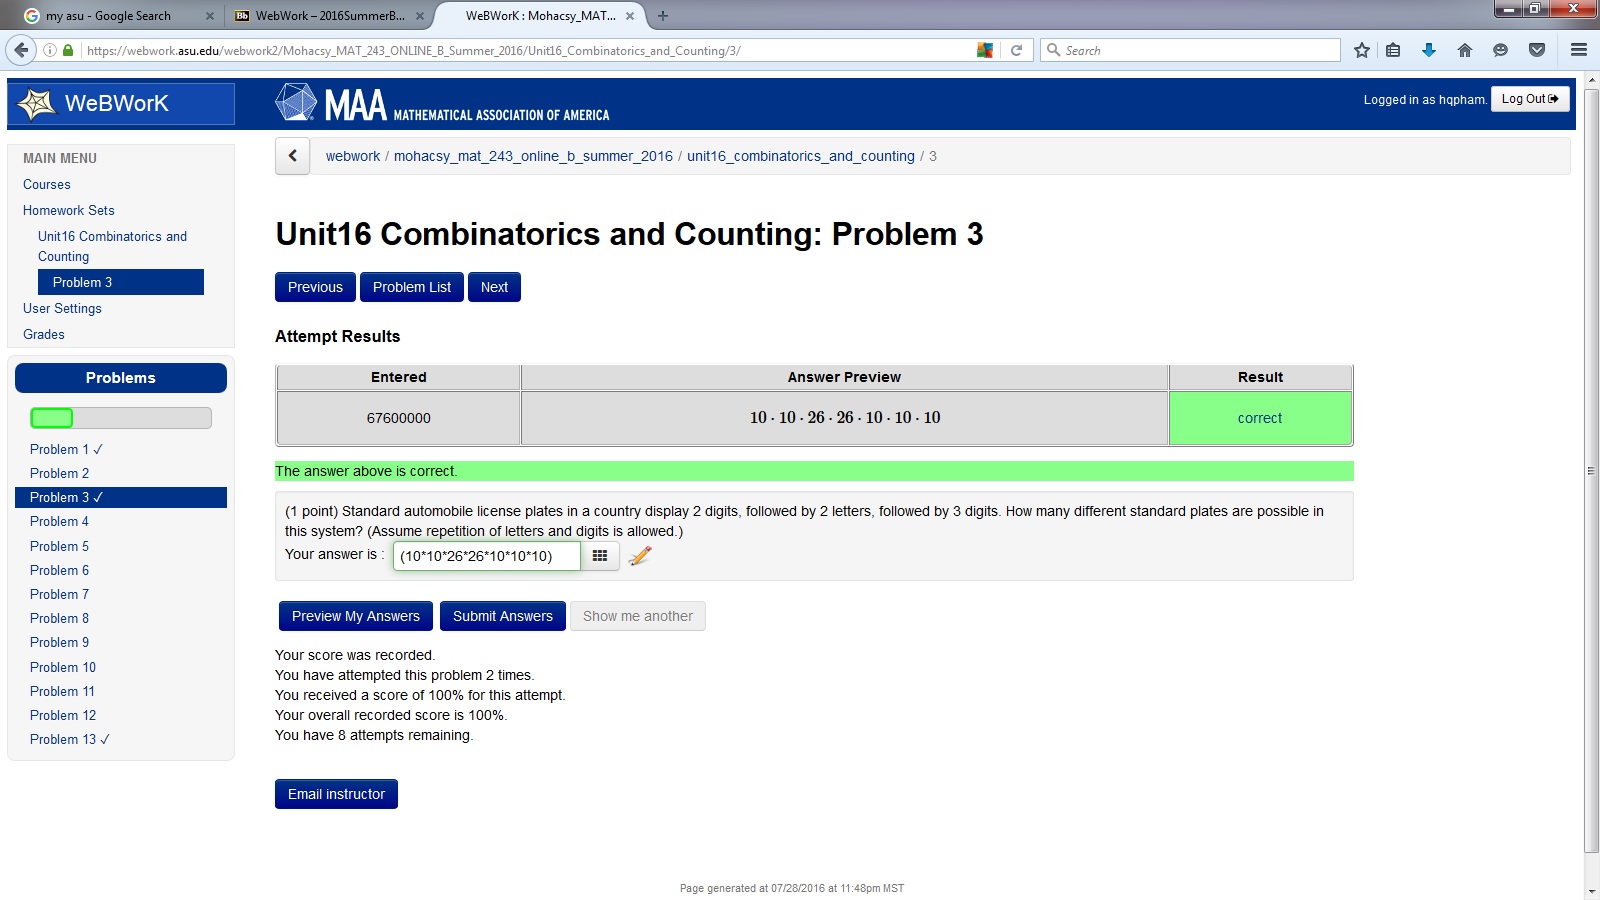 my asu - Google Search
WebWork – 2016SummerB...
WeBWorK : Mohacsy_MAT...
https://webwork.asu.edu/webwork2/Mohacsy_MAT_243_ONLINE_B_Summer_2016/Unit16_Combinatorics_and_Counting/3/
Search
WeBWorK
MAA MATHEMATICAL ASSOCIATION OF AMERICA
Logged in as hqpham.
Log Out
MAIN MENU
Courses
Homework Sets
Unit16 Combinatorics and
Counting
Problem 3
User Settings
Grades
Problems
Problem 1 ✓
Problem 2
Problem 3 ✓
Problem 4
Problem 5
Problem 6
Problem 7
Problem 8
Problem 9
Problem 10
Problem 11
Problem 12
Problem 13 ✓
webwork / mohacsy_mat_243_online_b_summer_2016 / unit16_combinatorics_and_counting / 3
Unit16 Combinatorics and Counting: Problem 3
Previous
Problem List
Next
Attempt Results
Entered Answer Preview Result
67600000 10 · 10 · 26 · 26 · 10 · 10 · 10 correct
The answer above is correct.
(1 point) Standard automobile license plates in a country display 2 digits, followed by 2 letters, followed by 3 digits. How many different standard plates are possible in
this system? (Assume repetition of letters and digits is allowed.)
Your answer is : (10*10*26*26*10*10*10)
Preview My Answers
Submit Answers
Show me another
Your score was recorded.
You have attempted this problem 2 times.
You received a score of 100% for this attempt.
Your overall recorded score is 100%.
You have 8 attempts remaining.
Email instructor
Page generated at 07/28/2016 at 11:48pm MST